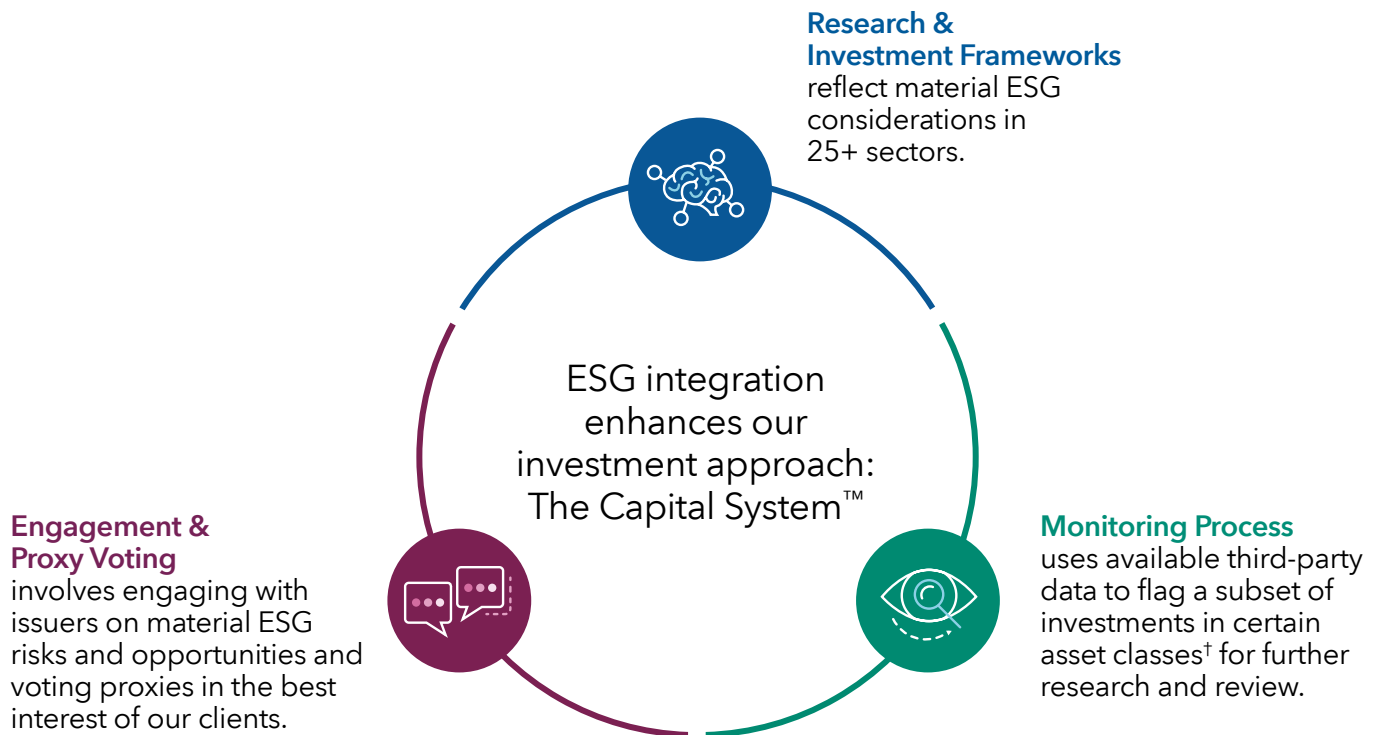 Research &
Investment Frameworks
reflect material ESG
considerations in
25+ sectors.
ESG integration
enhances our
investment approach:
The Capital System™
Engagement &
Proxy Voting
involves engaging with
issuers on material ESG
risks and opportunities and
voting proxies in the best
interest of our clients.
Monitoring Process
uses available third-party
data to flag a subset of
investments in certain
asset classes† for further
research and review.